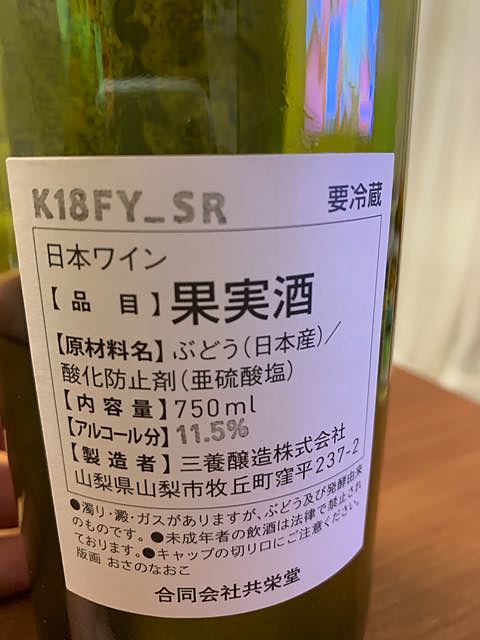 K18FY_SR
要冷蔵
日本ワイン
【品目】果実酒
【原材料名】ぶどう(日本産)/
酸化防止剤(亜硫酸塩)
【内容量】750ml
【アルコール分】11.5%
【製造者】三養醸造株式会社
山梨県山梨市牧丘町窪平237-2
●濁り・澱・ガスがありますが、ぶどう及び発酵由来
のものです。●未成年者の飲酒は法律で禁止され
ております。●キャップの切り口にご注意ください。
版画 おさのなおこ
合同会社共栄堂